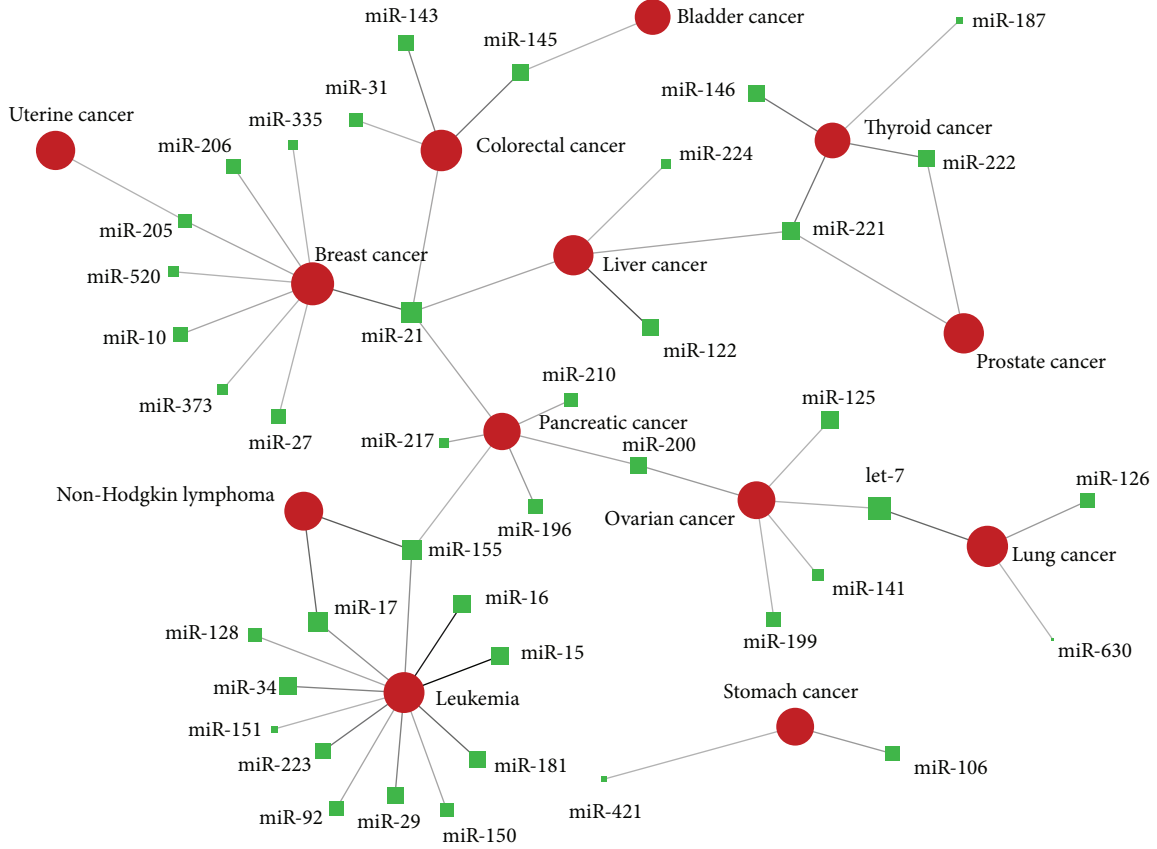 miR-143
Bladder cancer
miR-187
miR-145
miR-31
miR-146
Uterine cancer
miR-335
Thyroid cancer
miR-206
Colorectal cancer
miR-224
miR-222
miR-205
miR-221
Breast cancer
Liver cancer
miR-520
miR-10
miR-21
miR-122
Prostate cancer
miR-210
miR-373
miR-125
Pancreatic cancer
miR-27
miR-217
miR-200
let-7
miR-126
Non-Hodgkin lymphoma
Ovarian cancer
miR-196
miR-155
Lung cancer
miR-141
miR-16
miR-17
miR-128
miR-199
miR-630
miR-15
miR-34
Stomach cancer
Leukemia
miR-151
miR-223
miR-181
miR-106
miR-421
miR-92
miR-29
miR-150